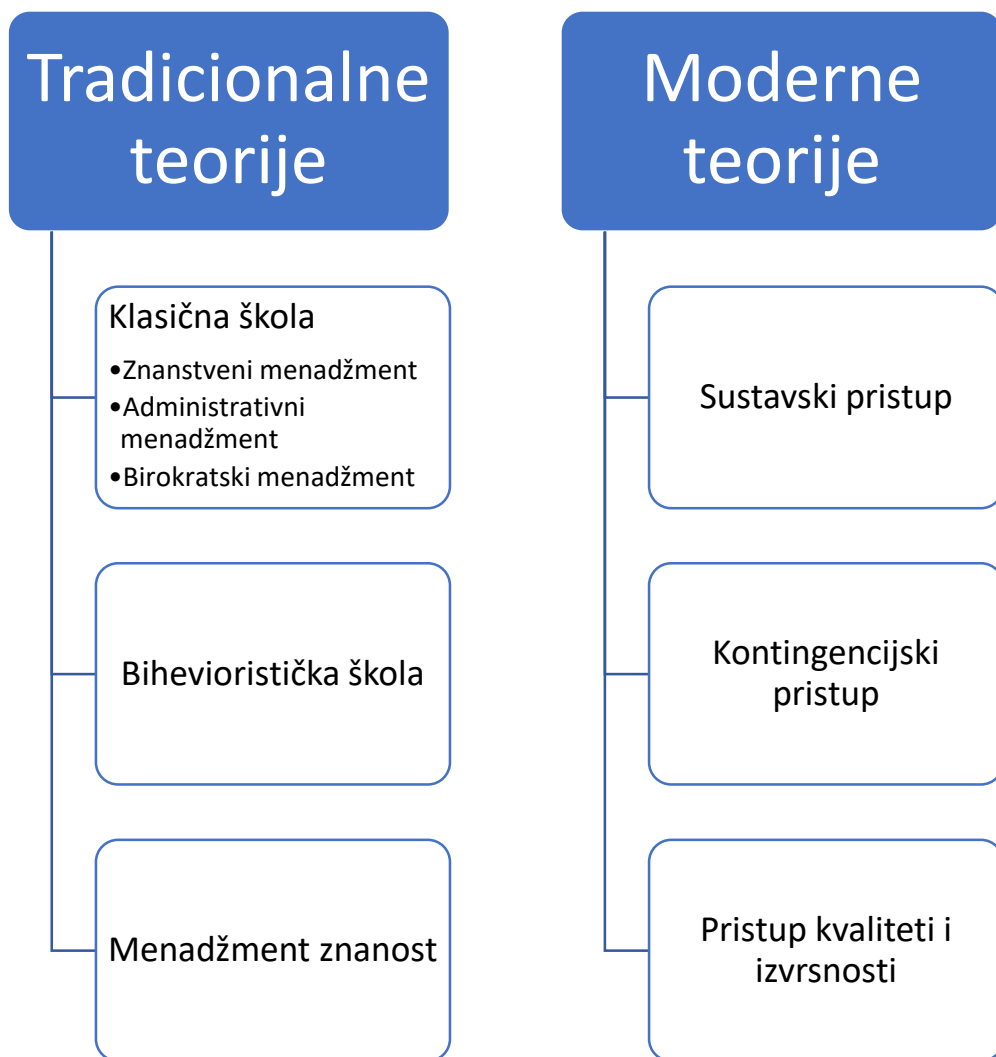 Tradicionalne
teorije
Klasična škola
•Znanstveni menadžment
•Administrativni
menadžment
•Birokratski menadžment
Bihevioristička škola
Menadžment znanost
Moderne
teorije
Sustavski pristup
Kontingencijski
pristup
Pristup kvaliteti i
izvrsnosti